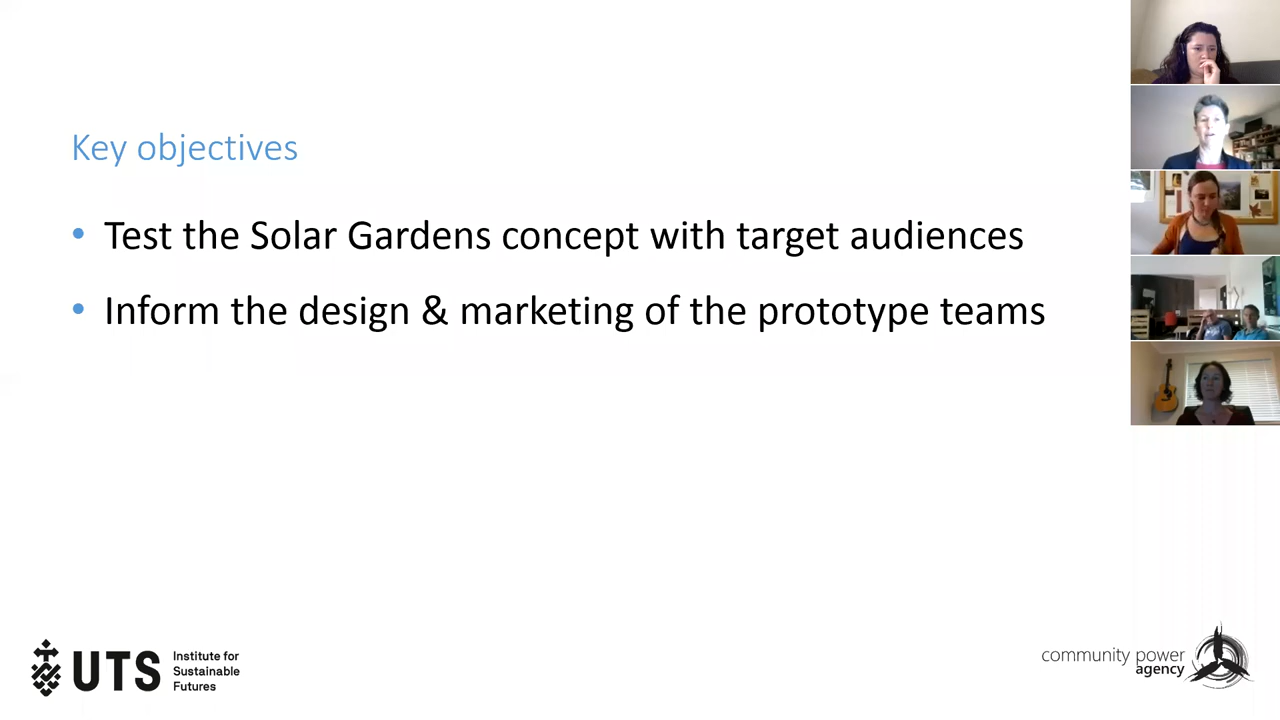 Key objectives
• Test the Solar Gardens concept with target audiences
• Inform the design & marketing of the prototype teams
UTS
Institute for
Sustainable
Futures
community power
agency